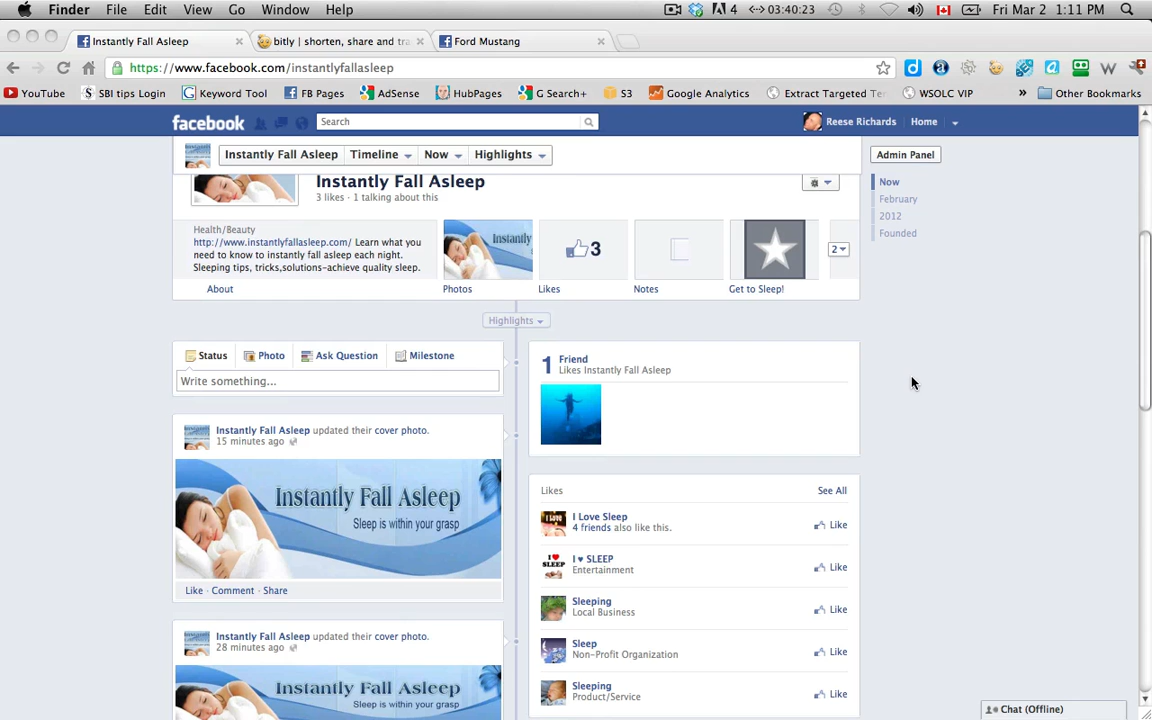 Finder File Edit View Go Window Help 4 03:40:23 Fri Mar 2 1:11 PM
Instantly Fall Asleep bitly | shorten, share and tra Ford Mustang
https://www.facebook.com/instantlyfallasleep
YouTube SBI tips Login Keyword Tool FB Pages AdSense HubPages G Search+ S3 Google Analytics Extract Targeted Te WSOLC VIP » Other Bookmarks
facebook Search Reese Richards Home
Instantly Fall Asleep Timeline Now Highlights Admin Panel
Instantly Fall Asleep
3 likes · 1 talking about this
Now
February
2012
Founded
Health/Beauty
http://www.instantlyfallasleep.com/ Learn what you
need to know to instantly fall asleep each night.
Sleeping tips, tricks,solutions-achieve quality sleep.
About
Instantly
Photos
3
Likes
Notes
Get to Sleep!
2
Highlights
Status Photo Ask Question Milestone
Write something...
1 Friend
Likes Instantly Fall Asleep
Instantly Fall Asleep updated their cover photo.
15 minutes ago
Instantly Fall Asleep
Sleep is within your grasp
Like · Comment · Share
Likes See All
I Love Sleep
4 friends also like this.
Like
I ♥ SLEEP
Entertainment
Like
Sleeping
Local Business
Like
Sleep
Non-Profit Organization
Like
Sleeping
Product/Service
Like
Instantly Fall Asleep updated their cover photo.
28 minutes ago
Instantly Fall Asleep
Sleep is within your grasp
Chat (Offline)